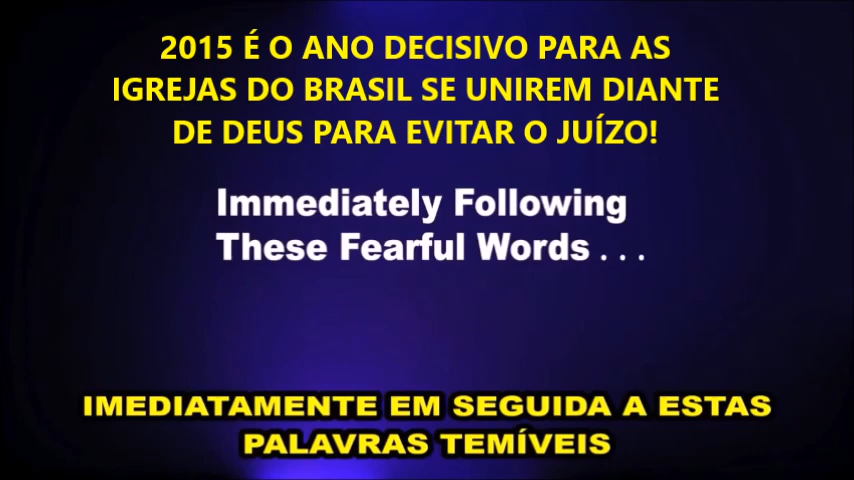 2015 É O ANO DECISIVO PARA AS
IGREJAS DO BRASIL SE UNIREM DIANTE
DE DEUS PARA EVITAR O JUÍZO!
Immediately Following
These Fearful Words . . .
IMEDIATAMENTE EM SEGUIDA A ESTAS
PALAVRAS TEMÍVEIS